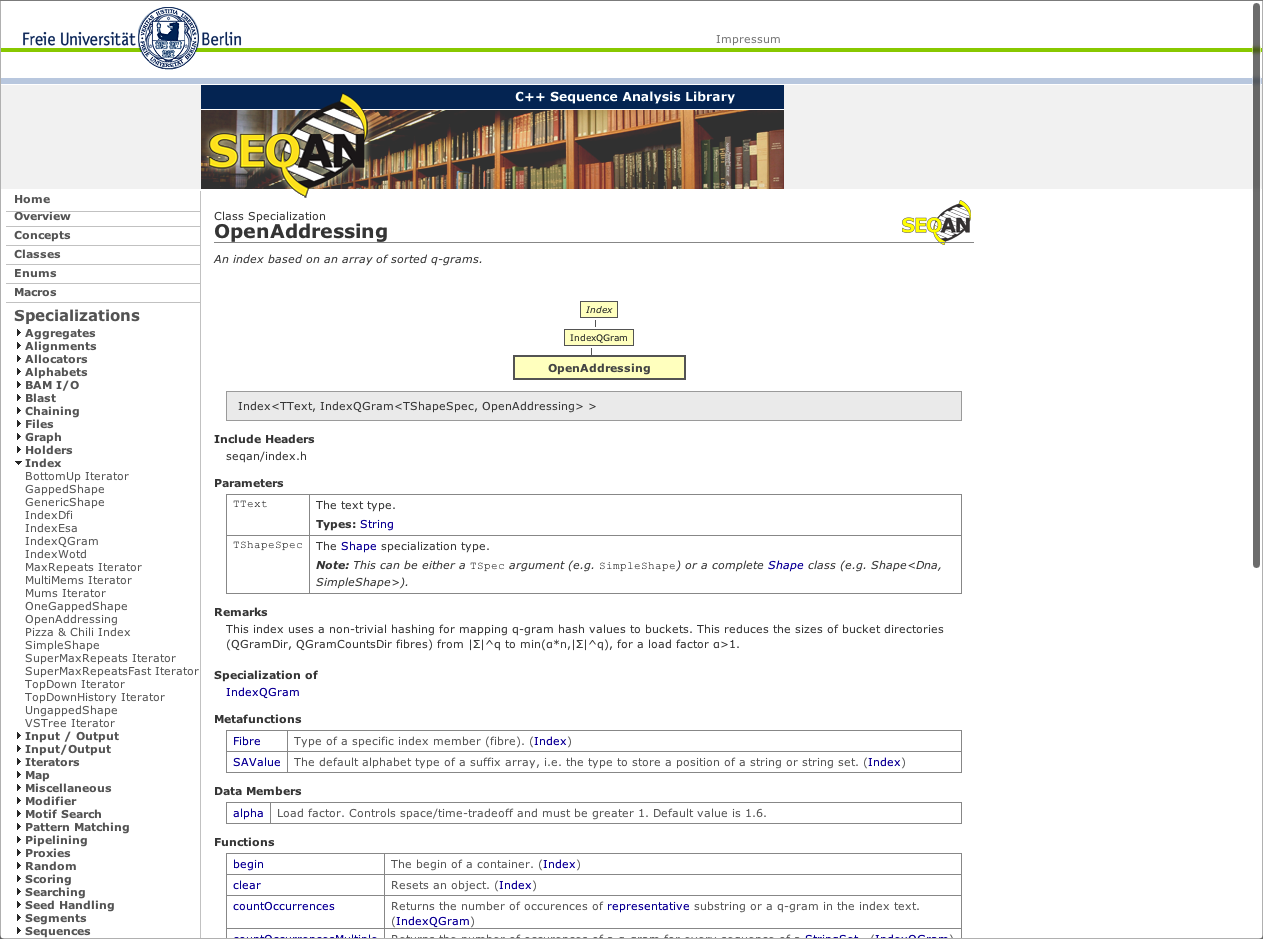 Freie Universität Berlin
Impressum
C++ Sequence Analysis Library
SEQAN
Home
Overview
Concepts
Classes
Enums
Macros
Specializations
Aggregates
Alignments
Allocators
Alphabets
BAM I/O
Blast
Chaining
Files
Graph
Holders
Index
BottomUp Iterator
GappedShape
GenericShape
IndexDfi
IndexEsa
IndexQGram
IndexWotd
MaxRepeats Iterator
MultiMems Iterator
Mums Iterator
OneGappedShape
OpenAddressing
Pizza & Chili Index
SimpleShape
SuperMaxRepeats Iterator
SuperMaxRepeatsFast Iterator
TopDown Iterator
TopDownHistory Iterator
UngappedShape
VSTree Iterator
Input / Output
Input/Output
Iterators
Map
Miscellaneous
Modifier
Motif Search
Pattern Matching
Pipelining
Proxies
Random
Scoring
Searching
Seed Handling
Segments
Sequences
Class Specialization
OpenAddressing
SEQAN
An index based on an array of sorted q-grams.
Index
IndexQGram
OpenAddressing
Index<TText, IndexQGram<TShapeSpec, OpenAddressing> >
Include Headers
seqan/index.h
Parameters
TText The text type.
Types: String
TShapeSpec The Shape specialization type.
Note: This can be either a TSpec argument (e.g. SimpleShape) or a complete Shape class (e.g. Shape<Dna,
SimpleShape>).
Remarks
This index uses a non-trivial hashing for mapping q-gram hash values to buckets. This reduces the sizes of bucket directories
(QGramDir, QGramCountsDir fibres) from |Σ|^q to min(α*n,|Σ|^q), for a load factor α>1.
Specialization of
IndexQGram
Metafunctions
Fibre Type of a specific index member (fibre). (Index)
SAValue The default alphabet type of a suffix array, i.e. the type to store a position of a string or string set. (Index)
Data Members
alpha Load factor. Controls space/time-tradeoff and must be greater 1. Default value is 1.6.
Functions
begin The begin of a container. (Index)
clear Resets an object. (Index)
countOccurrences Returns the number of occurences of representative substring or a q-gram in the index text.
(IndexQGram)